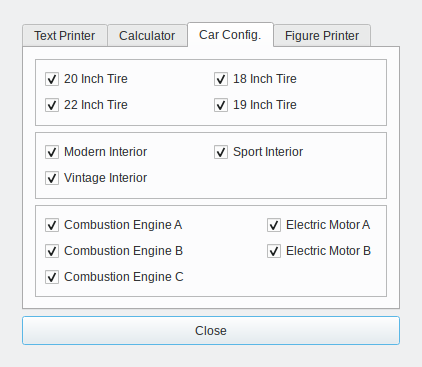 Text Printer Calculator Car Config. Figure Printer
20 Inch Tire 18 Inch Tire
22 Inch Tire 19 Inch Tire
Modern Interior Sport Interior
Vintage Interior
Combustion Engine A Electric Motor A
Combustion Engine B Electric Motor B
Combustion Engine C
Close